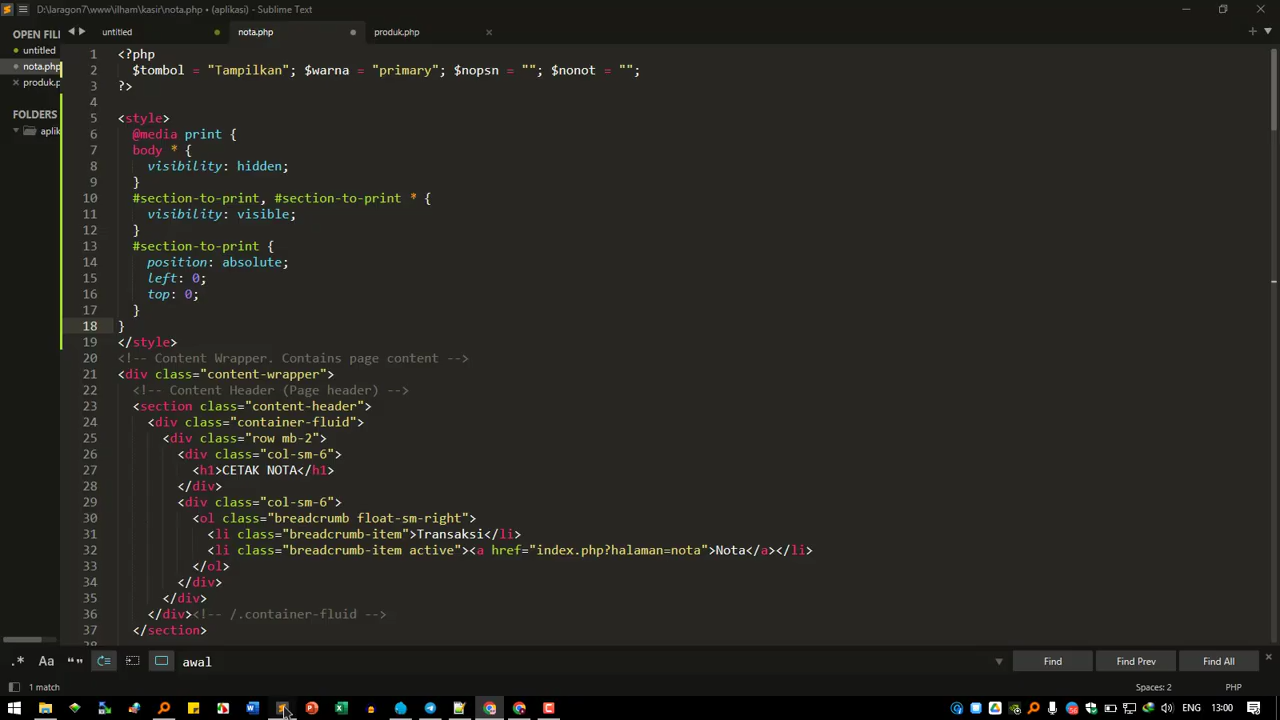 D:\laragon7\www\ilham\kasir\nota.php • (aplikasi) - Sublime Text
OPEN FIL
untitled
nota.php
produk.p
FOLDERS
aplik
untitled
nota.php
produk.php
1 <?php
2 $tombol = "Tampilkan"; $warna = "primary"; $nopsn = ""; $nonot = "";
3 ?>
4
5 <style>
6 @media print {
7 body * {
8 visibility: hidden;
9 }
10 #section-to-print, #section-to-print * {
11 visibility: visible;
12 }
13 #section-to-print {
14 position: absolute;
15 left: 0;
16 top: 0;
17 }
18 }
19 </style>
20 <!-- Content Wrapper. Contains page content -->
21 <div class="content-wrapper">
22 <!-- Content Header (Page header) -->
23 <section class="content-header">
24 <div class="container-fluid">
25 <div class="row mb-2">
26 <div class="col-sm-6">
27 <h1>CETAK NOTA</h1>
28 </div>
29 <div class="col-sm-6">
30 <ol class="breadcrumb float-sm-right">
31 <li class="breadcrumb-item">Transaksi</li>
32 <li class="breadcrumb-item active"><a href="index.php?halaman=nota">Nota</a></li>
33 </ol>
34 </div>
35 </div>
36 </div><!-- /.container-fluid -->
37 </section>
.* Aa “” awal Find Find Prev Find All
1 match Spaces: 2 PHP
ENG 13:00